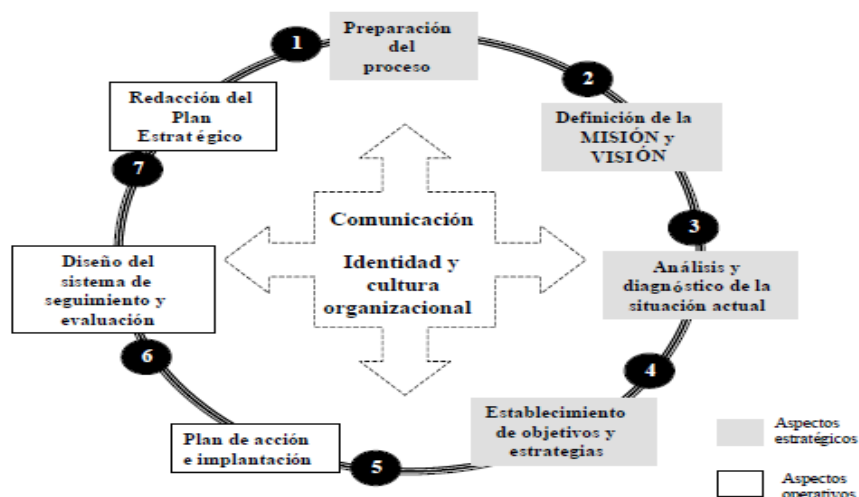 1
Preparación
del
proceso
2
Definición de la
MISIÓN y
VISIÓN
3
Análisis y
diagnóstico de la
situación actual
4
Establecimiento
de objetivos y
estrategias
5
Plan de acción
e implantación
6
Diseño del
sistema de
seguimiento y
evaluación
7
Redacción del
Plan
Estratégico
Comunicación
Identidad y
cultura
organizacional
Aspectos
estratégicos
Aspectos
operativos